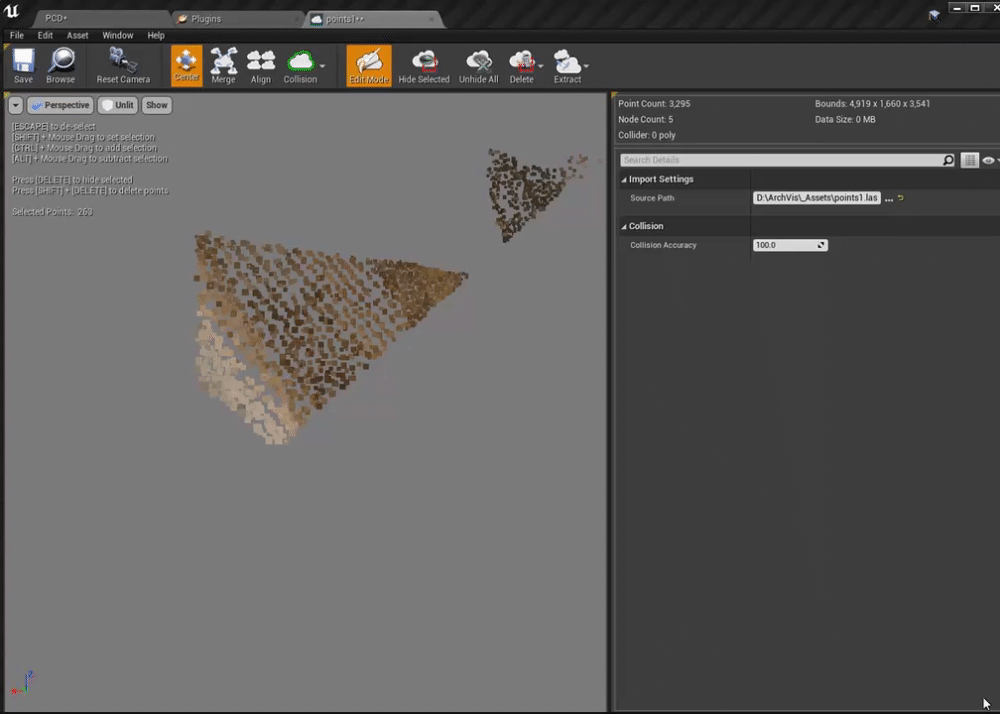 PCD•
Plugins
points1••
File Edit Asset Window Help
Save Browse Reset Camera Center Merge Align Collision Edit Mode Hide Selected Unhide All Delete Extract
Perspective Unlit Show
[ESCAPE] to de-select
[SHIFT] + Mouse Drag to set selection
[CTRL] + Mouse Drag to add selection
[ALT] + Mouse Drag to subtract selection
Press [DELETE] to hide selected
Press [SHIFT] + [DELETE] to delete points
Selected Points: 263
Point Count: 3,295
Bounds: 4,919 x 1,660 x 3,541
Node Count: 5
Data Size: 0 MB
Collider: 0 poly
Search Details
Import Settings
Source Path D:\ArchVis\_Assets\points1.las ...
Collision
Collision Accuracy 100.0